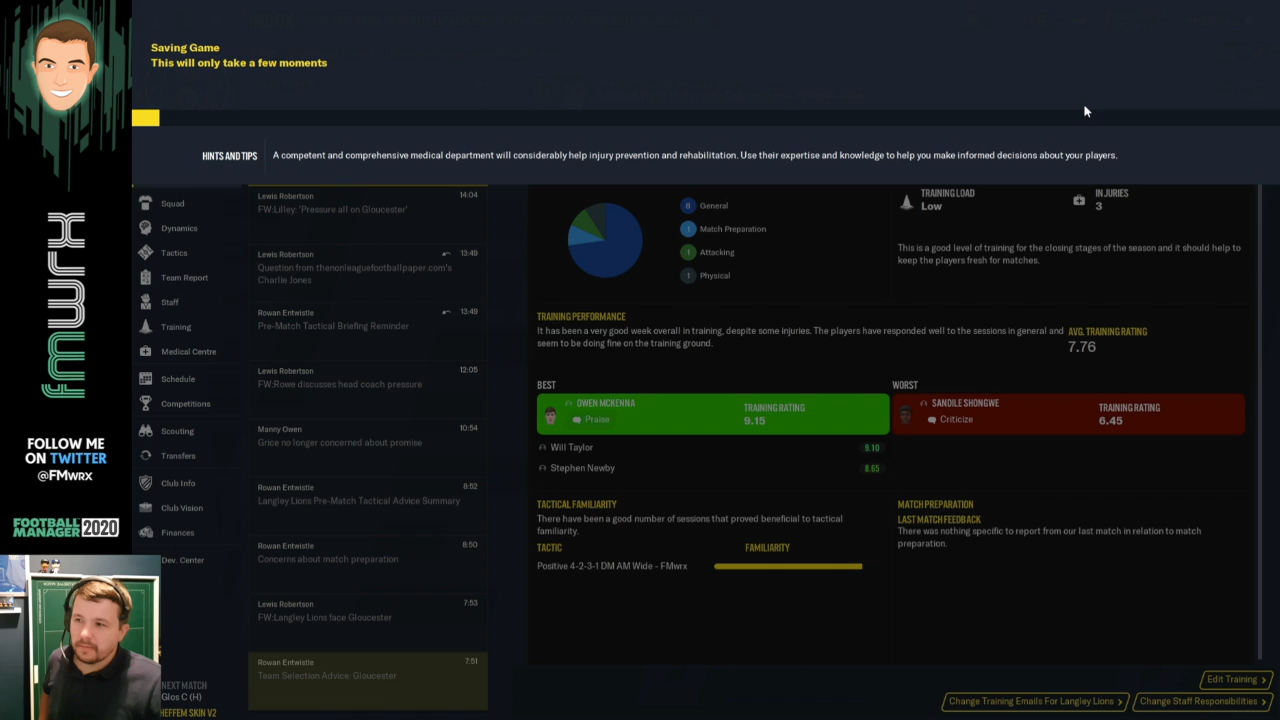 Saving Game
This will only take a few moments
HINTS AND TIPS
A competent and comprehensive medical department will considerably help injury prevention and rehabilitation. Use their expertise and knowledge to help you make informed decisions about your players.
FMWRX
FOLLOW ME
ON TWITTER
@FMwrx
FOOTBALL
MANAGER 2020
Squad
Dynamics
Tactics
Team Report
Staff
Training
Medical Centre
Schedule
Competitions
Scouting
Transfers
Club Info
Club Vision
Finances
Dev. Center
NEXT MATCH
Glos C (H)
HEFFEM SKIN V2
Lewis Robertson 14:04
FW:Lilley: 'Pressure all on Gloucester'
Lewis Robertson 13:49
Question from thenonleaguefootballpaper.com's
Charlie Jones
Rowan Entwistle 13:49
Pre-Match Tactical Briefing Reminder
Lewis Robertson 12:05
FW:Rowe discusses head coach pressure
Manny Owen 10:54
Grice no longer concerned about promise
Rowan Entwistle 8:52
Langley Lions Pre-Match Tactical Advice Summary
Rowan Entwistle 8:50
Concerns about match preparation
Lewis Robertson 7:53
FW:Langley Lions face Gloucester
Rowan Entwistle 7:51
Team Selection Advice: Gloucester
8 General
1 Match Preparation
1 Attacking
1 Physical
TRAINING LOAD
Low
INJURIES
3
This is a good level of training for the closing stages of the season and it should help to
keep the players fresh for matches.
TRAINING PERFORMANCE
It has been a very good week overall in training, despite some injuries. The players have responded well to the sessions in general and
seem to be doing fine on the training ground.
AVG. TRAINING RATING
7.76
BEST
OWEN MCKENNA
Praise
TRAINING RATING
9.15
Will Taylor 9.10
Stephen Newby 8.65
WORST
SANDILE SHONGWE
Criticize
TRAINING RATING
6.45
TACTICAL FAMILIARITY
There have been a good number of sessions that proved beneficial to tactical
familiarity.
TACTIC FAMILIARITY
Positive 4-2-3-1 DM AM Wide - FMwrx
MATCH PREPARATION
LAST MATCH FEEDBACK
There was nothing specific to report from our last match in relation to match
preparation.
Edit Training >
Change Training Emails For Langley Lions >
Change Staff Responsibilities >